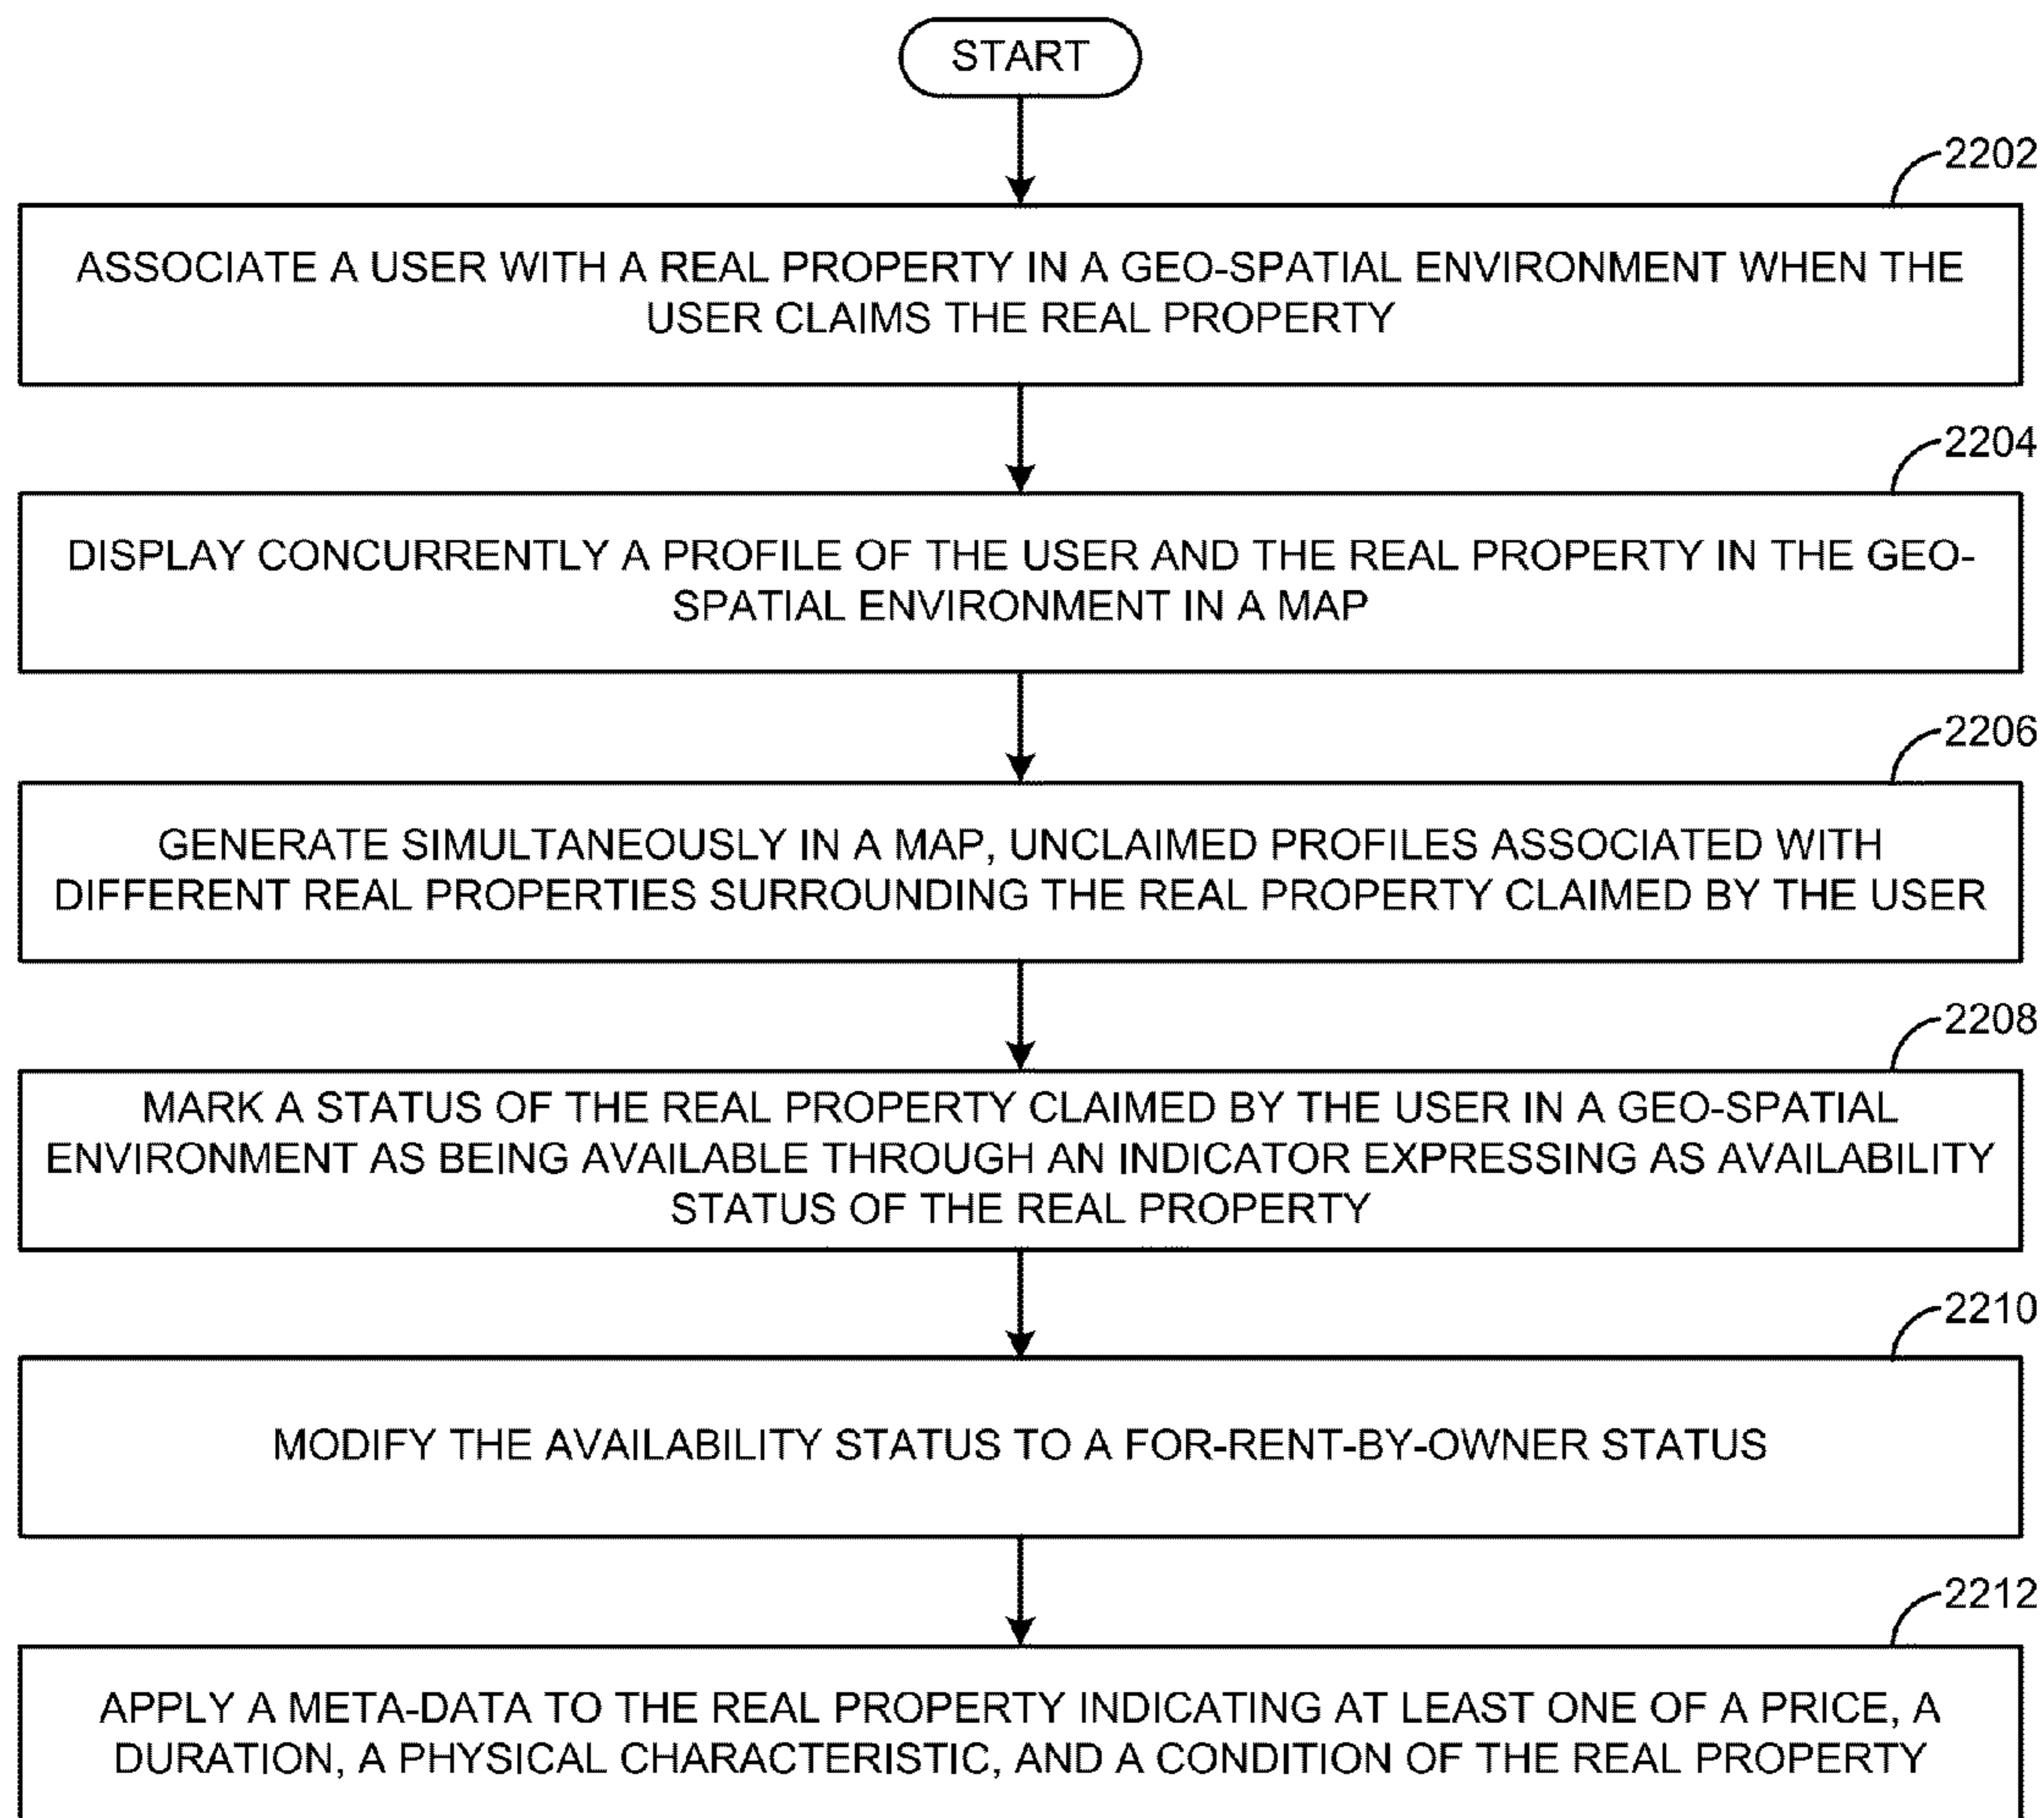 START
2202
ASSOCIATE A USER WITH A REAL PROPERTY IN A GEO-SPATIAL ENVIRONMENT WHEN THE
USER CLAIMS THE REAL PROPERTY
2204
DISPLAY CONCURRENTLY A PROFILE OF THE USER AND THE REAL PROPERTY IN THE GEO-
SPATIAL ENVIRONMENT IN A MAP
2206
GENERATE SIMULTANEOUSLY IN A MAP, UNCLAIMED PROFILES ASSOCIATED WITH
DIFFERENT REAL PROPERTIES SURROUNDING THE REAL PROPERTY CLAIMED BY THE USER
2208
MARK A STATUS OF THE REAL PROPERTY CLAIMED BY THE USER IN A GEO-SPATIAL
ENVIRONMENT AS BEING AVAILABLE THROUGH AN INDICATOR EXPRESSING AS AVAILABILITY
STATUS OF THE REAL PROPERTY
2210
MODIFY THE AVAILABILITY STATUS TO A FOR-RENT-BY-OWNER STATUS
2212
APPLY A META-DATA TO THE REAL PROPERTY INDICATING AT LEAST ONE OF A PRICE, A
DURATION, A PHYSICAL CHARACTERISTIC, AND A CONDITION OF THE REAL PROPERTY